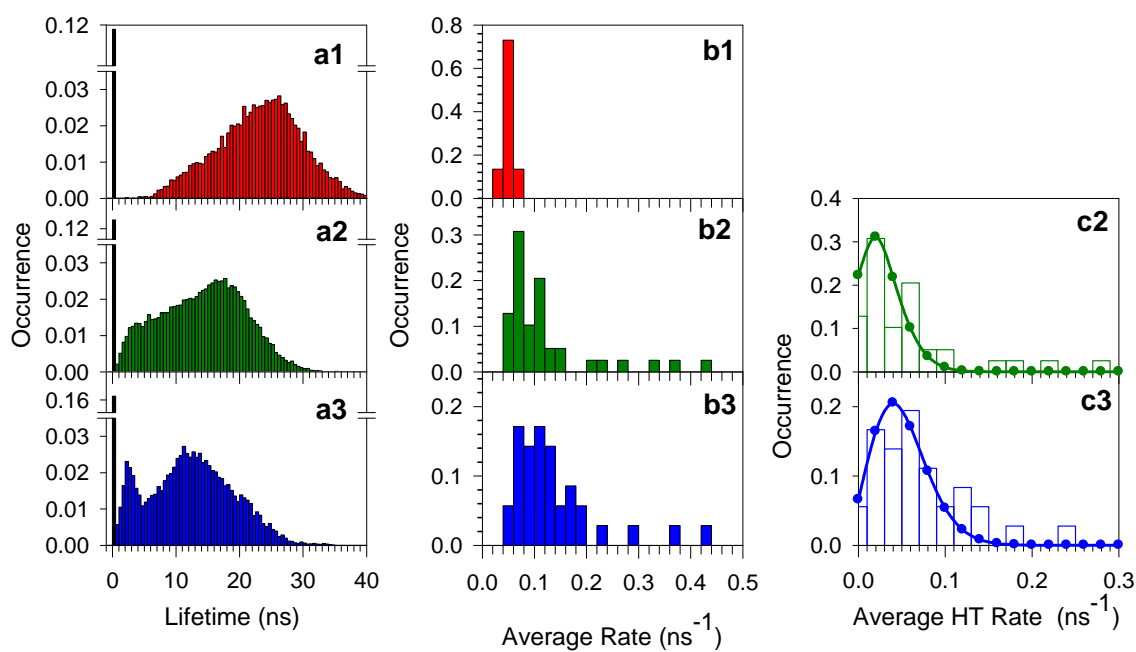 0.12
a1
0.03
0.02
0.01
0.00
0.12
a2
0.03
0.02
0.01
0.00
0.16
a3
0.03
0.02
0.01
0.00
0 10 20 30 40
Lifetime (ns)
Occurrence
0.8
b1
0.6
0.4
0.2
0.0
b2
0.3
0.2
0.1
0.0
b3
0.2
0.1
0.0
0.0 0.1 0.2 0.3 0.4 0.5
Average Rate (ns⁻¹)
Occurrence
0.4
c2
0.3
0.2
0.1
0.0
c3
0.2
0.1
0.0
0.0 0.1 0.2 0.3
Average HT Rate (ns⁻¹)
Occurrence